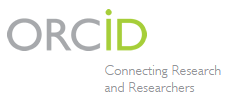 ORCiD
Connecting Research
and Researchers